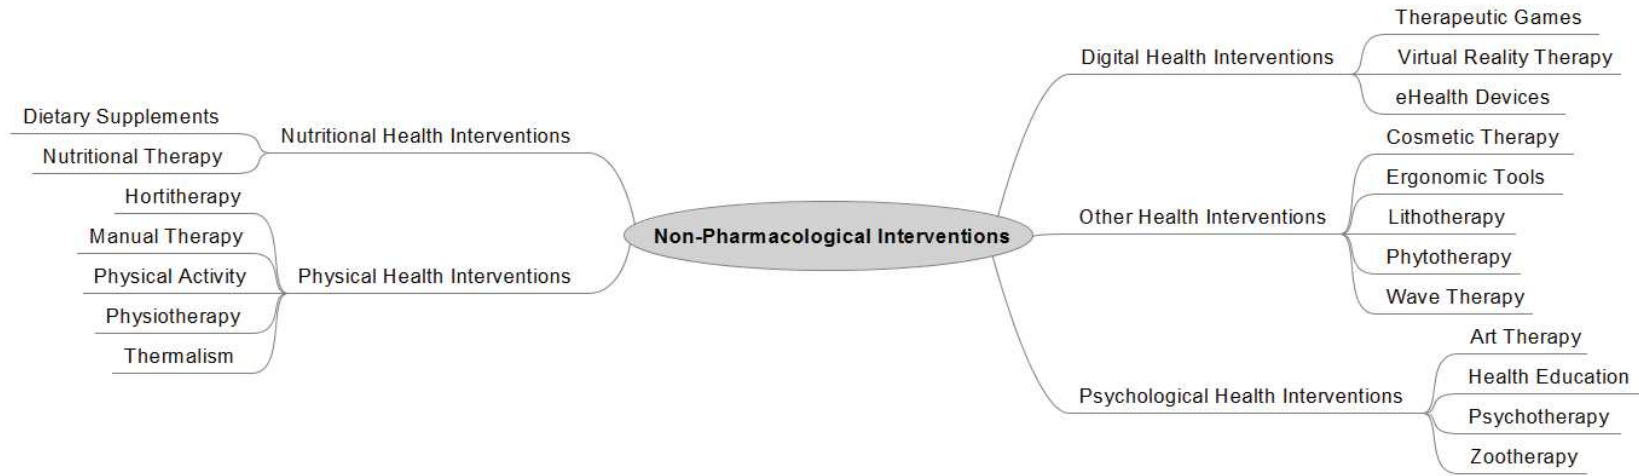 Non-Pharmacological Interventions
Nutritional Health Interventions
Dietary Supplements
Nutritional Therapy
Physical Health Interventions
Hortitherapy
Manual Therapy
Physical Activity
Physiotherapy
Thermalism
Digital Health Interventions
Therapeutic Games
Virtual Reality Therapy
eHealth Devices
Other Health Interventions
Cosmetic Therapy
Ergonomic Tools
Lithotherapy
Phytotherapy
Wave Therapy
Psychological Health Interventions
Art Therapy
Health Education
Psychotherapy
Zootherapy